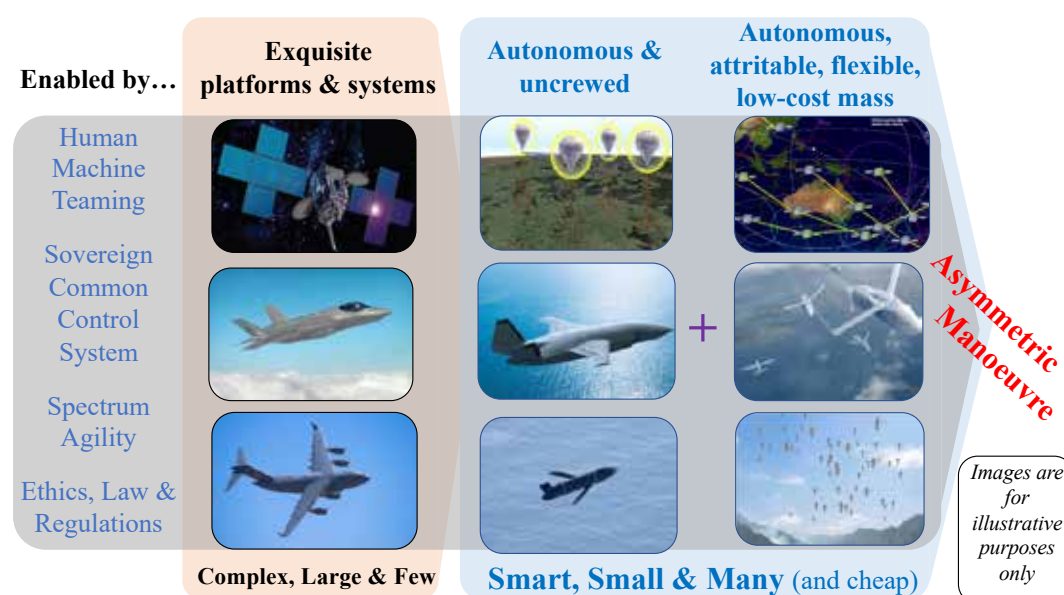 Enabled by…
Human
Machine
Teaming
Sovereign
Common
Control
System
Spectrum
Agility
Ethics, Law &
Regulations
Exquisite
platforms & systems
Complex, Large & Few
Autonomous &
uncrewed
+
Autonomous,
attritable, flexible,
low-cost mass
Smart, Small & Many (and cheap)
Asymmetric
Manoeuvre
Images are
for
illustrative
purposes
only